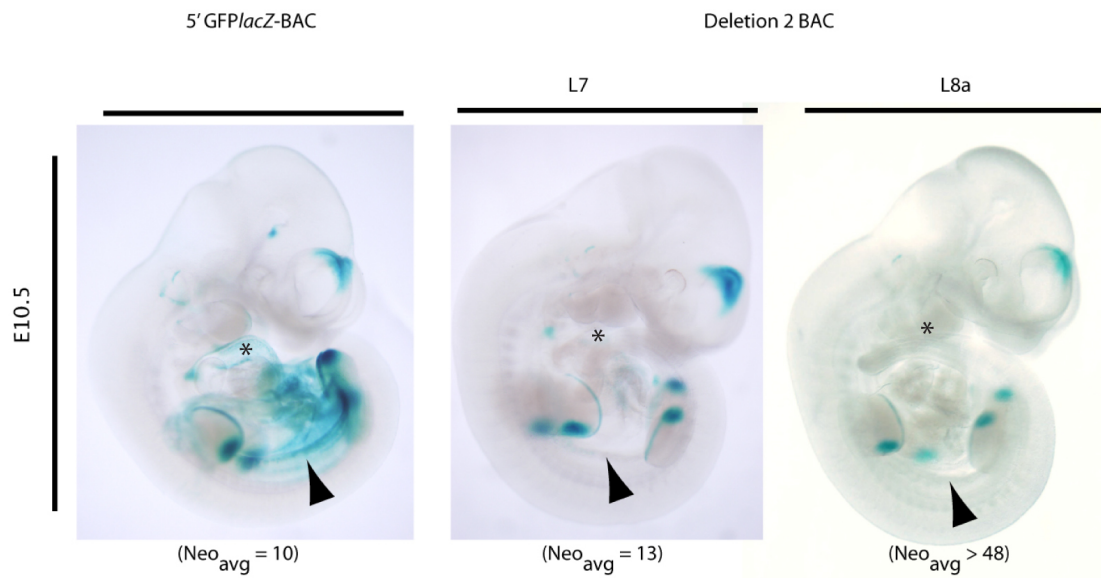 5' GFPlacZ-BAC
Deletion 2 BAC
L7
L8a
E10.5
*
*
*
(Neoavg = 10)
(Neoavg = 13)
(Neoavg > 48)